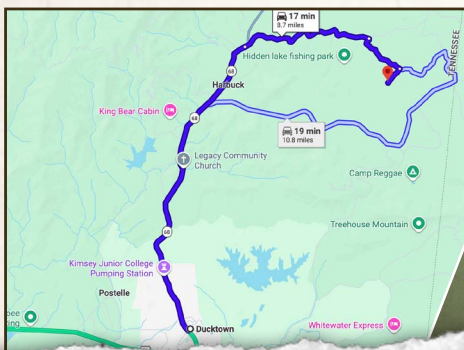 17 min
8.7 miles
Hidden lake fishing park
TENNESSEE
68
Harbuck
King Bear Cabin
68
19 min
10.8 miles
Legacy Community
Church
Camp Reggae
Treehouse Mountain
68
Kimsey Junior College
Pumping Station
Postelle
Ducktown
Whitewater Express